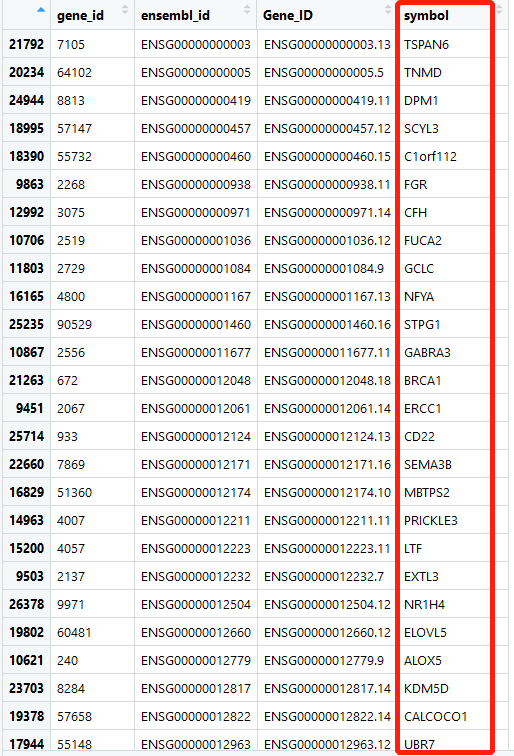 gene_id ensembl_id Gene_ID symbol
21792 7105 ENSG00000000003 ENSG00000000003.13 TSPAN6
20234 64102 ENSG00000000005 ENSG00000000005.5 TNMD
24944 8813 ENSG00000000419 ENSG00000000419.11 DPM1
18995 57147 ENSG00000000457 ENSG00000000457.12 SCYL3
18390 55732 ENSG00000000460 ENSG00000000460.15 C1orf112
9863 2268 ENSG00000000938 ENSG00000000938.11 FGR
12992 3075 ENSG00000000971 ENSG00000000971.14 CFH
10706 2519 ENSG00000001036 ENSG00000001036.12 FUCA2
11803 2729 ENSG00000001084 ENSG00000001084.9 GCLC
16165 4800 ENSG00000001167 ENSG00000001167.13 NFYA
25235 90529 ENSG00000001460 ENSG00000001460.16 STPG1
10867 2556 ENSG00000011677 ENSG00000011677.11 GABRA3
21263 672 ENSG00000012048 ENSG00000012048.18 BRCA1
9451 2067 ENSG00000012061 ENSG00000012061.14 ERCC1
25714 933 ENSG00000012124 ENSG00000012124.13 CD22
22660 7869 ENSG00000012171 ENSG00000012171.16 SEMA3B
16829 51360 ENSG00000012174 ENSG00000012174.10 MBTPS2
14963 4007 ENSG00000012211 ENSG00000012211.11 PRICKLE3
15200 4057 ENSG00000012223 ENSG00000012223.11 LTF
9503 2137 ENSG00000012232 ENSG00000012232.7 EXTL3
26378 9971 ENSG00000012504 ENSG00000012504.12 NR1H4
19802 60481 ENSG00000012660 ENSG00000012660.12 ELOVL5
10621 240 ENSG00000012779 ENSG00000012779.9 ALOX5
23703 8284 ENSG00000012817 ENSG00000012817.14 KDM5D
19378 57658 ENSG00000012822 ENSG00000012822.14 CALCOCO1
17944 55148 ENSG00000012963 ENSG00000012963.12 UBR7